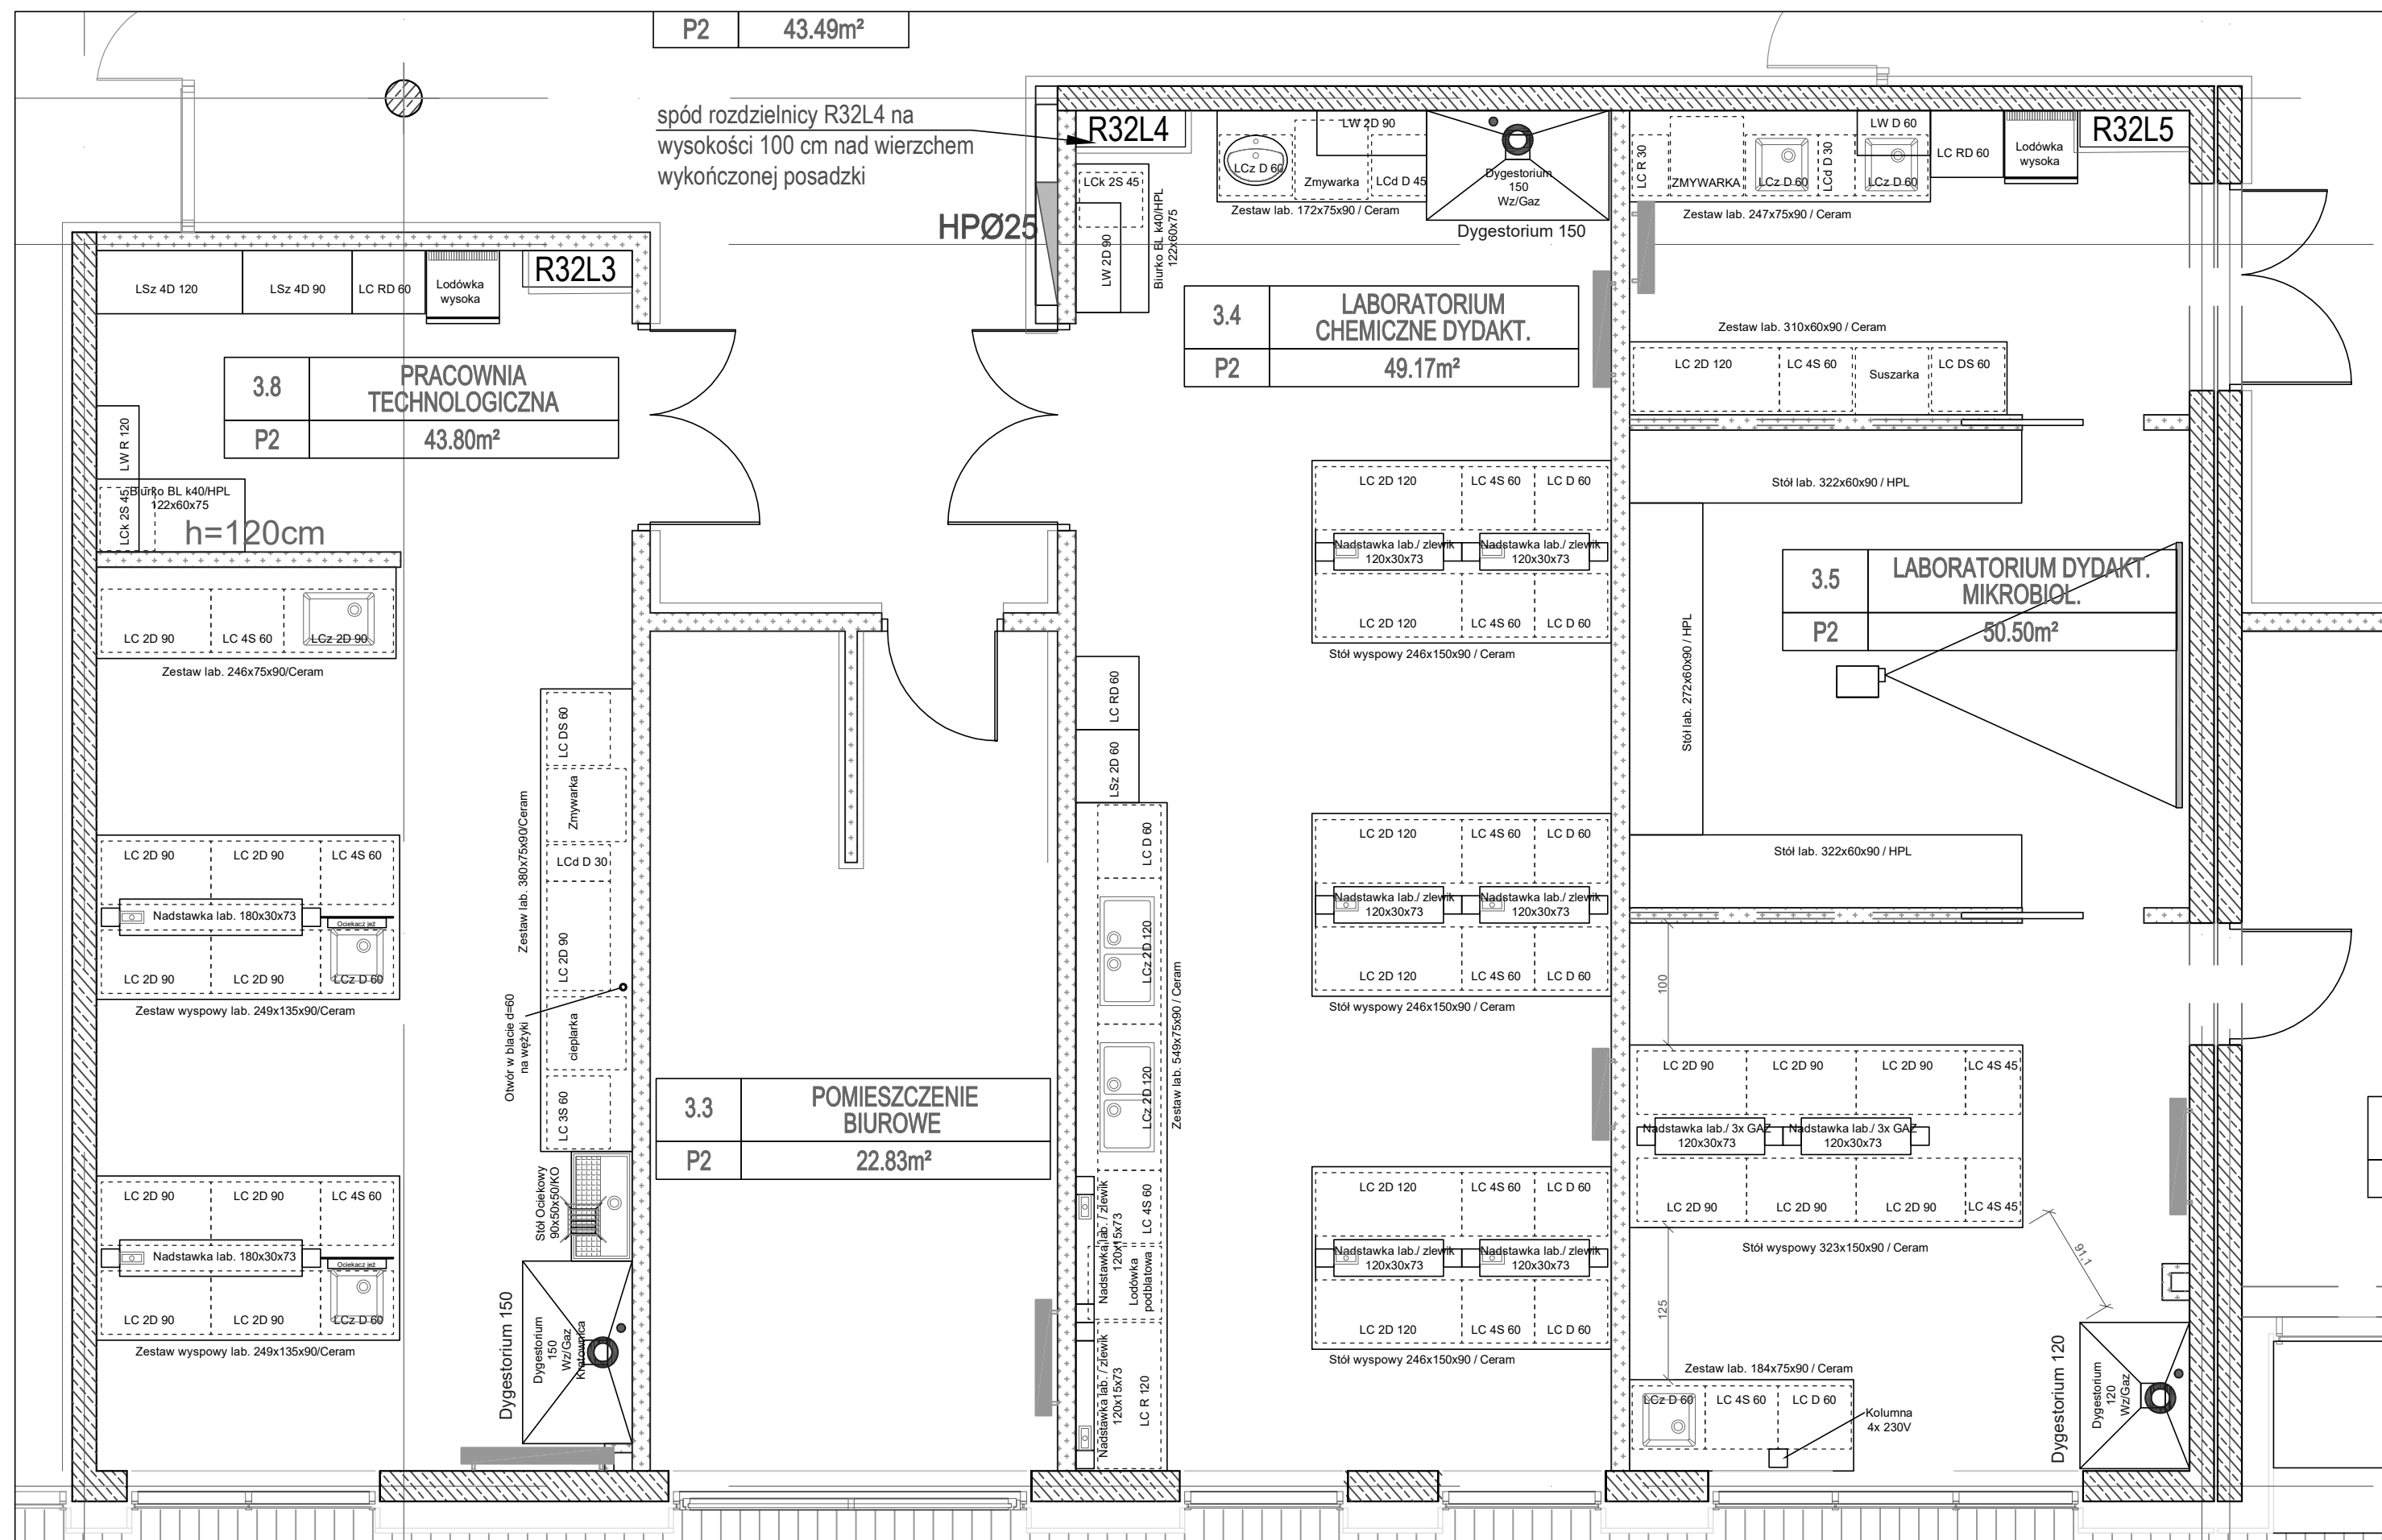 P2 43.49m²
spód rozdzielnicy R32L4 na
wysokości 100 cm nad wierzchem
wykończonej posadzki
HPØ25
R32L3
LSz 4D 120
LSz 4D 90
LC RD 60
Lodówka
wysoka
3.8
PRACOWNIA
TECHNOLOGICZNA
P2
43.80m²
LW R 120
LCk 2S 45
Biurko BL k40/HPL
122x60x75
h=120cm
LC 2D 90
LC 4S 60
LCz 2D 90
Zestaw lab. 246x75x90/Ceram
LC 2D 90
LC 2D 90
LC 4S 60
Nadstawka lab. 180x30x73
Ociekacz jeż
LC 2D 90
LC 2D 90
LCz D 60
Zestaw wyspowy lab. 249x135x90/Ceram
LC 2D 90
LC 2D 90
LC 4S 60
Nadstawka lab. 180x30x73
Ociekacz jeż
LC 2D 90
LC 2D 90
LCz D 60
Zestaw wyspowy lab. 249x135x90/Ceram
LC DS 60
Zmywarka
LCd D 30
LC 2D 90
cieplarka
LC 3S 60
Zestaw lab. 380x75x90/Ceram
Otwór w blacie d=60
na wężyki
Stół Ociekowy
90x50x50/KO
Dygestorium 150
Dygestorium
150
Wz/Gaz
Kratownica
3.3
POMIESZCZENIE
BIUROWE
P2
22.83m²
R32L4
LCk 2S 45
LW 2D 90
Biurko BL k40/HPL
122x60x75
LCz D 60
Zmywarka
LW 2D 90
LCd D 45
Zestaw lab. 172x75x90 / Ceram
Dygestorium
150
Wz/Gaz
Dygestorium 150
3.4
LABORATORIUM
CHEMICZNE DYDAKT.
P2
49.17m²
LC RD 60
LSz 2D 60
LC D 60
LCz 2D 120
LCz 2D 120
LC 4S 60
Lodówka
podblatowa
LC R 120
Nadstawka lab. / zlewik
120x15x73
Nadstawka lab. / zlewik
120x15x73
Zestaw lab. 549x75x90 / Ceram
LC 2D 120
LC 4S 60
LC D 60
Nadstawka lab./ zlewik
120x30x73
Nadstawka lab./ zlewik
120x30x73
LC 2D 120
LC 4S 60
LC D 60
Stół wyspowy 246x150x90 / Ceram
LC 2D 120
LC 4S 60
LC D 60
Nadstawka lab./ zlewik
120x30x73
Nadstawka lab./ zlewik
120x30x73
LC 2D 120
LC 4S 60
LC D 60
Stół wyspowy 246x150x90 / Ceram
LC 2D 120
LC 4S 60
LC D 60
Nadstawka lab./ zlewik
120x30x73
Nadstawka lab./ zlewik
120x30x73
LC 2D 120
LC 4S 60
LC D 60
Stół wyspowy 246x150x90 / Ceram
LC R 30
ZMYWARKA
LCz D 60
LCd D 30
LW D 60
LCz D 60
LC RD 60
Lodówka
wysoka
R32L5
Zestaw lab. 247x75x90 / Ceram
Zestaw lab. 310x60x90 / Ceram
LC 2D 120
LC 4S 60
Suszarka
LC DS 60
Stół lab. 322x60x90 / HPL
Stół lab. 272x60x90 / HPL
3.5
LABORATORIUM DYDAKT.
MIKROBIOL.
P2
50.50m²
Stół lab. 322x60x90 / HPL
100
LC 2D 90
LC 2D 90
LC 2D 90
LC 4S 45
Nadstawka lab./ 3x GAZ
120x30x73
Nadstawka lab./ 3x GAZ
120x30x73
LC 2D 90
LC 2D 90
LC 2D 90
LC 4S 45
Stół wyspowy 323x150x90 / Ceram
91,1
125
Zestaw lab. 184x75x90 / Ceram
LCz D 60
LC 4S 60
LC D 60
Kolumna
4x 230V
Dygestorium 120
Dygestorium
120
Wz/Gaz